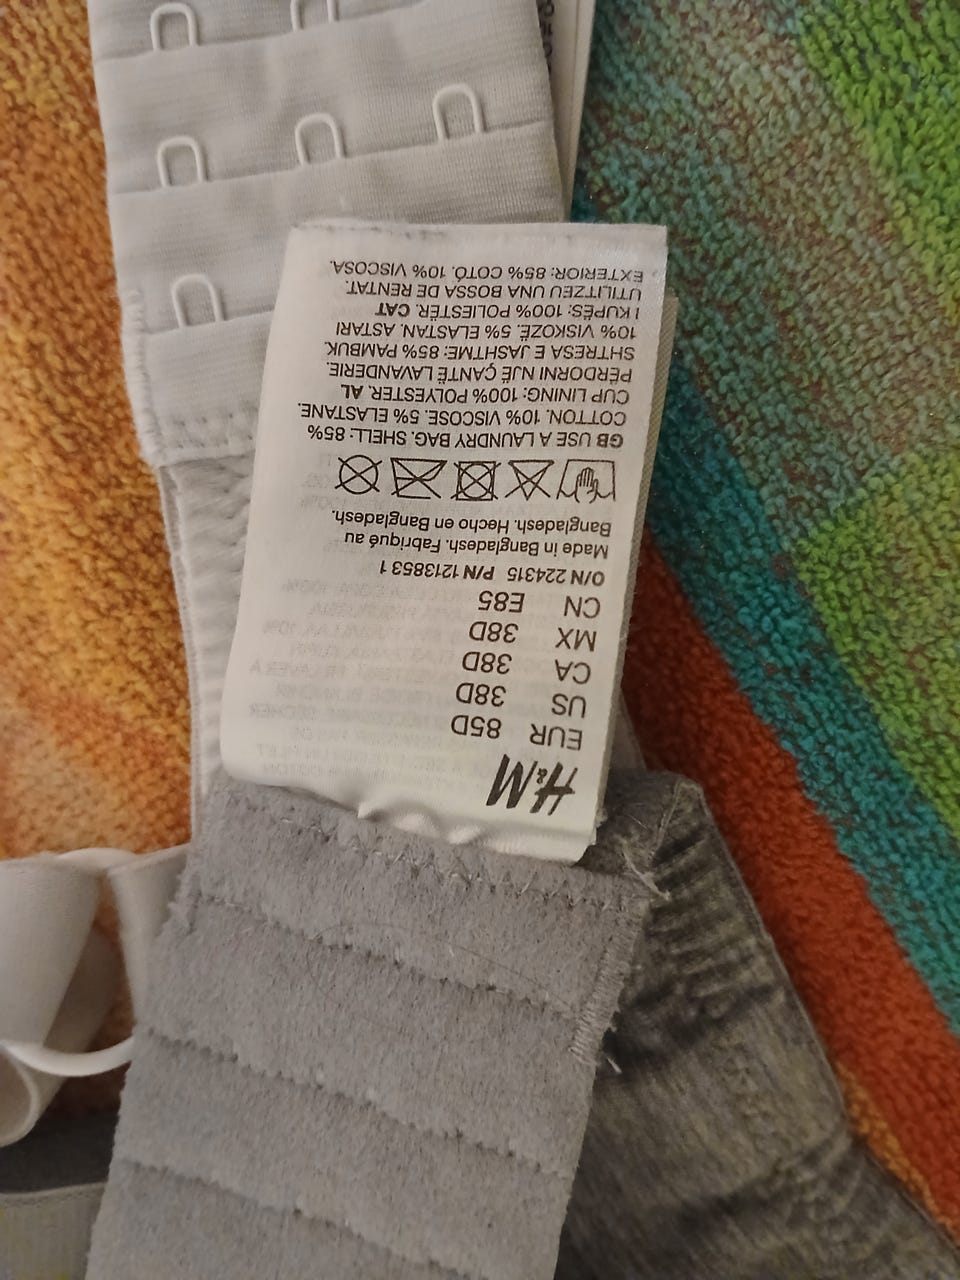 H&M
EUR 85D
US 38D
CA 38D
MX 38D
CN E85
O/N 224315 P/N 1213853 1
Made in Bangladesh. Fabriqué au
Bangladesh. Hecho en Bangladesh.
GB USE A LAUNDRY BAG. SHELL: 85%
COTTON. 10% VISCOSE. 5% ELASTANE.
CUP LINING: 100% POLYESTER. AL
PËRDORNI NJË ÇANTË LAVANDERIE.
SHTRESA E JASHTME: 85% PAMBUK.
10% VISKOZË. 5% ELASTAN. ASTARI
I KUPËS: 100% POLIESTËR. CAT
UTILITZEU UNA BOSSA DE RENTAT.
EXTERIOR: 85% COTÓ. 10% VISCOSA.